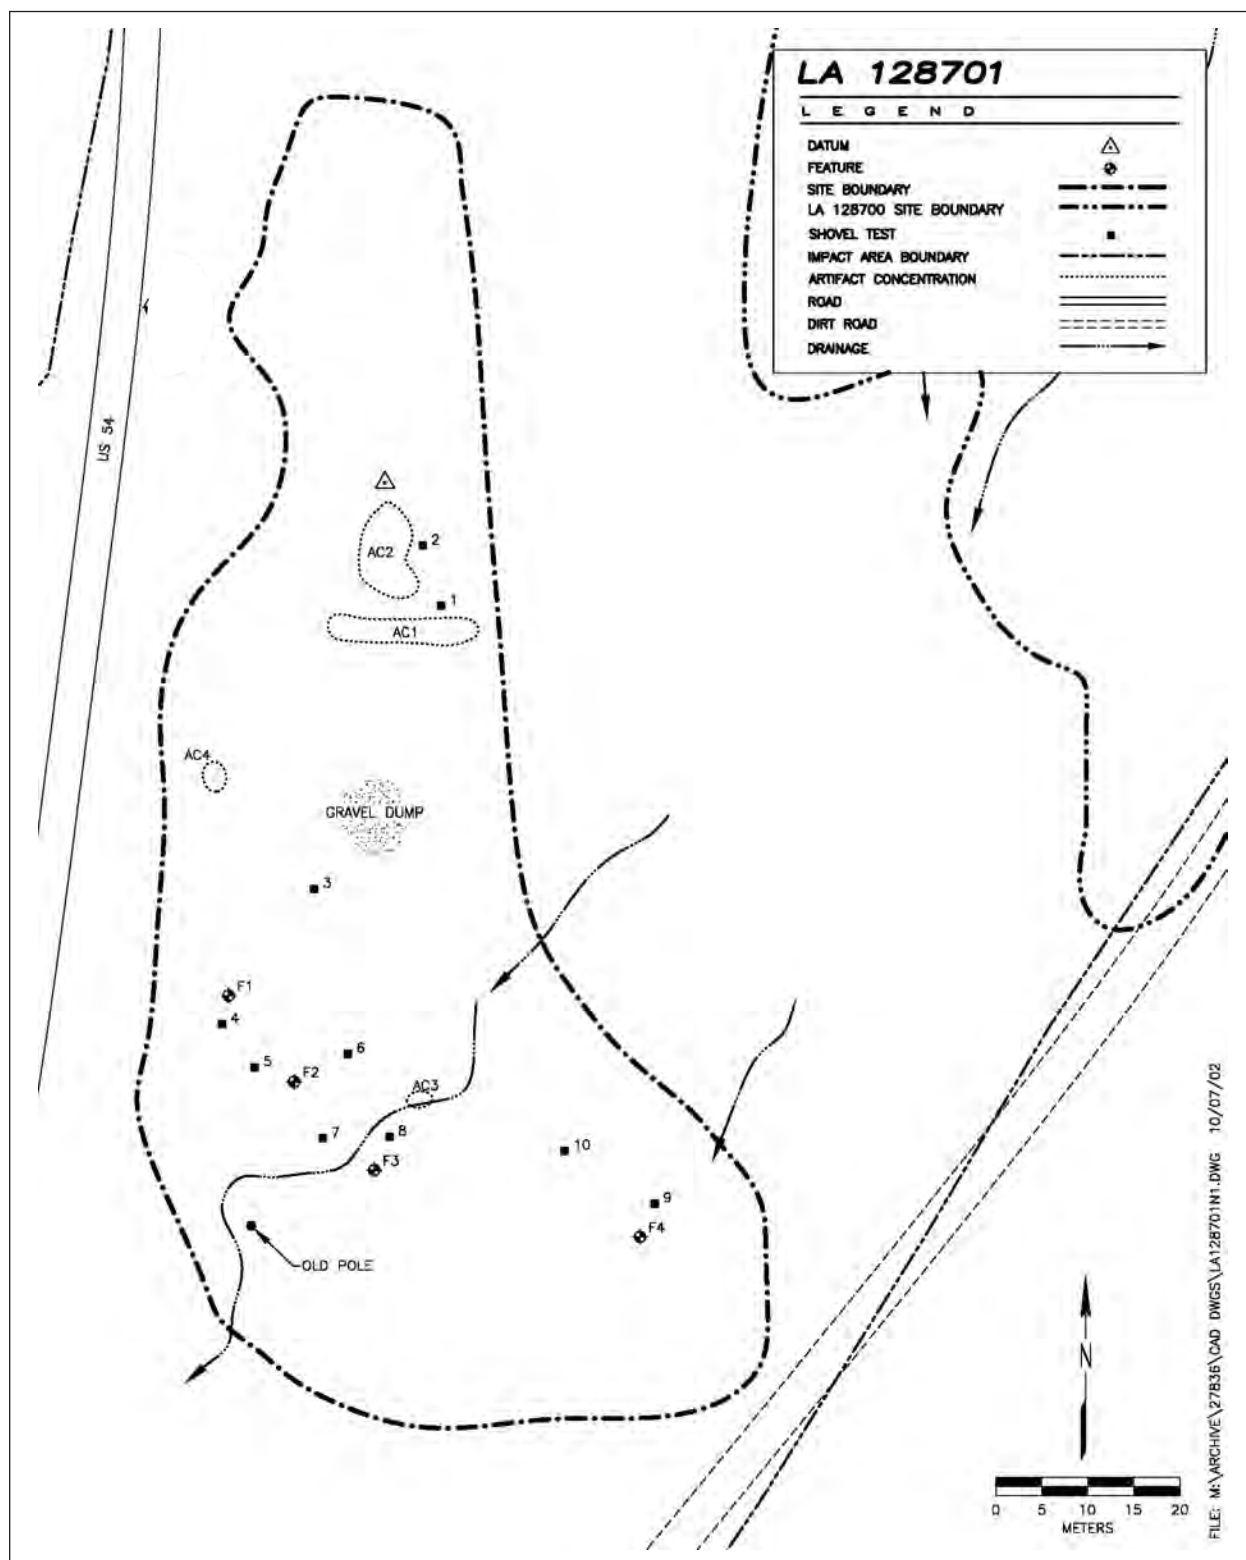 LA 128701
L E G E N D
DATUM
FEATURE
SITE BOUNDARY
LA 128700 SITE BOUNDARY
SHOVEL TEST
IMPACT AREA BOUNDARY
ARTIFACT CONCENTRATION
ROAD
DIRT ROAD
DRAINAGE
US 54
AC2
2
1
AC1
AC4
GRAVEL DUMP
3
F1
4
5
F2
6
AC3
7
8
F3
10
9
F4
OLD POLE
N
0 5 10 15 20
METERS
FILE: M:\ARCHIVE\27836\CAD DWGS\LA128701N1.DWG 10/07/02